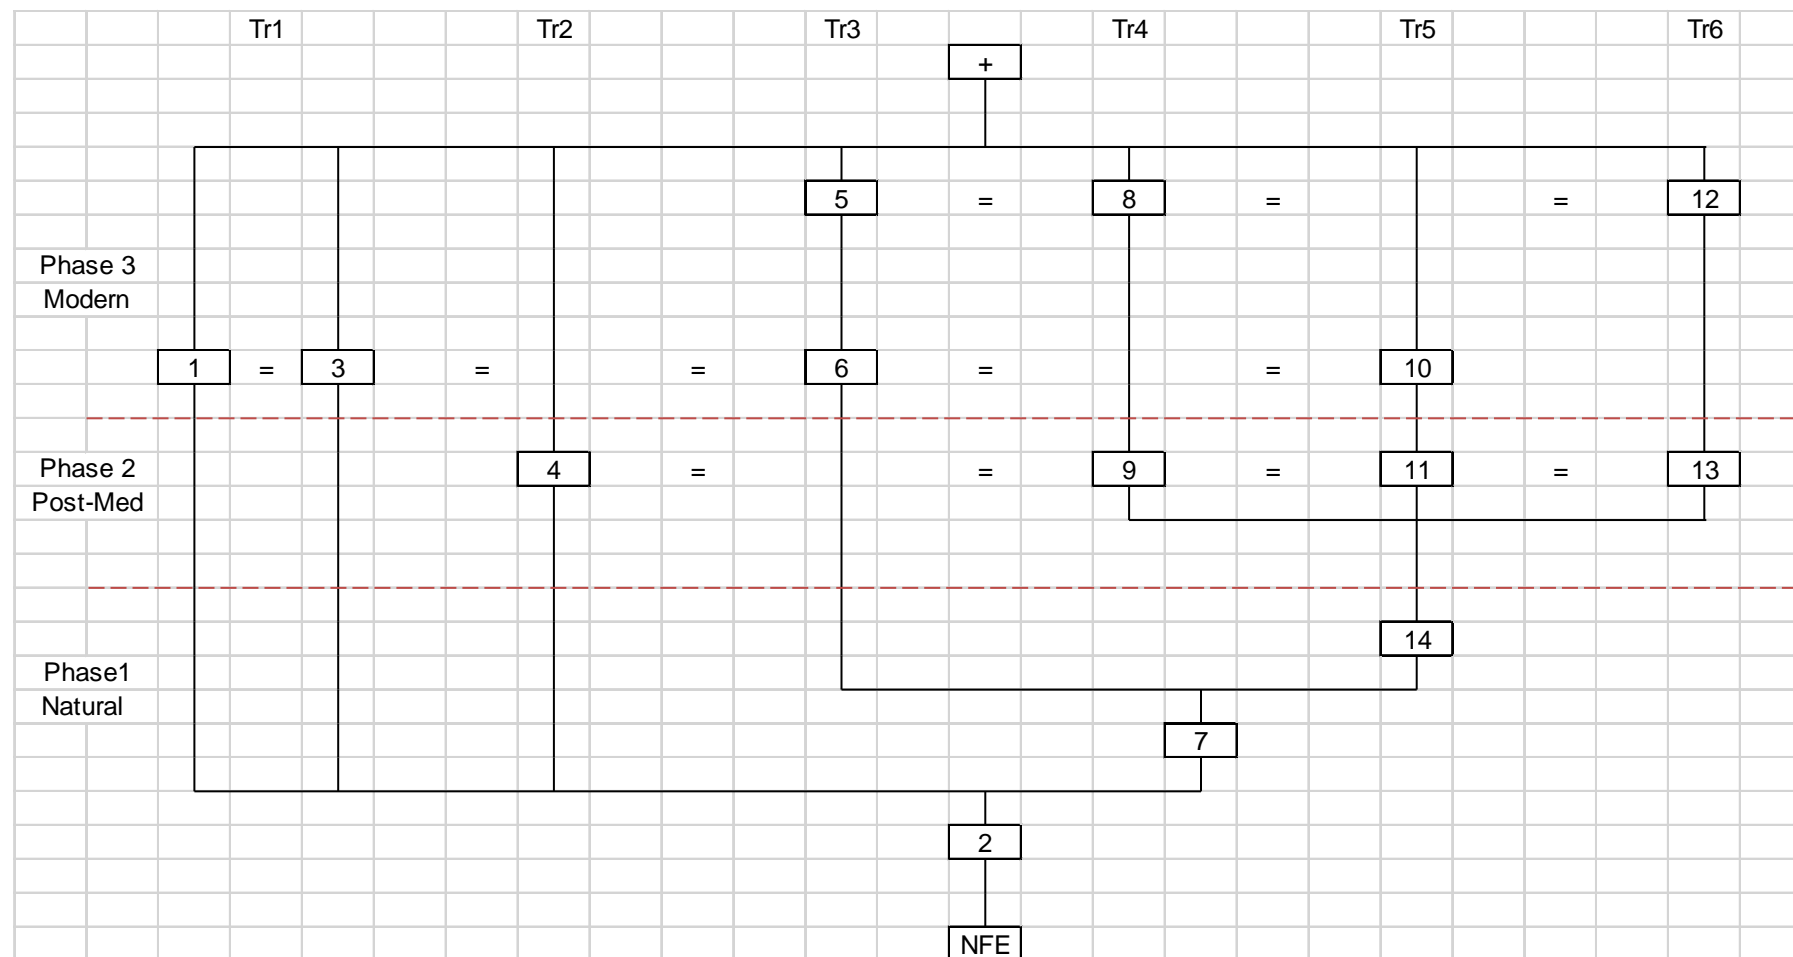 Tr1 Tr2 Tr3 Tr4 Tr5 Tr6
+
5 = 8 = = 12
Phase 3
Modern
1 = 3 = = 6 = = 10
Phase 2
Post-Med
4 = = 9 = 11 = 13
14
Phase1
Natural
7
2
NFE